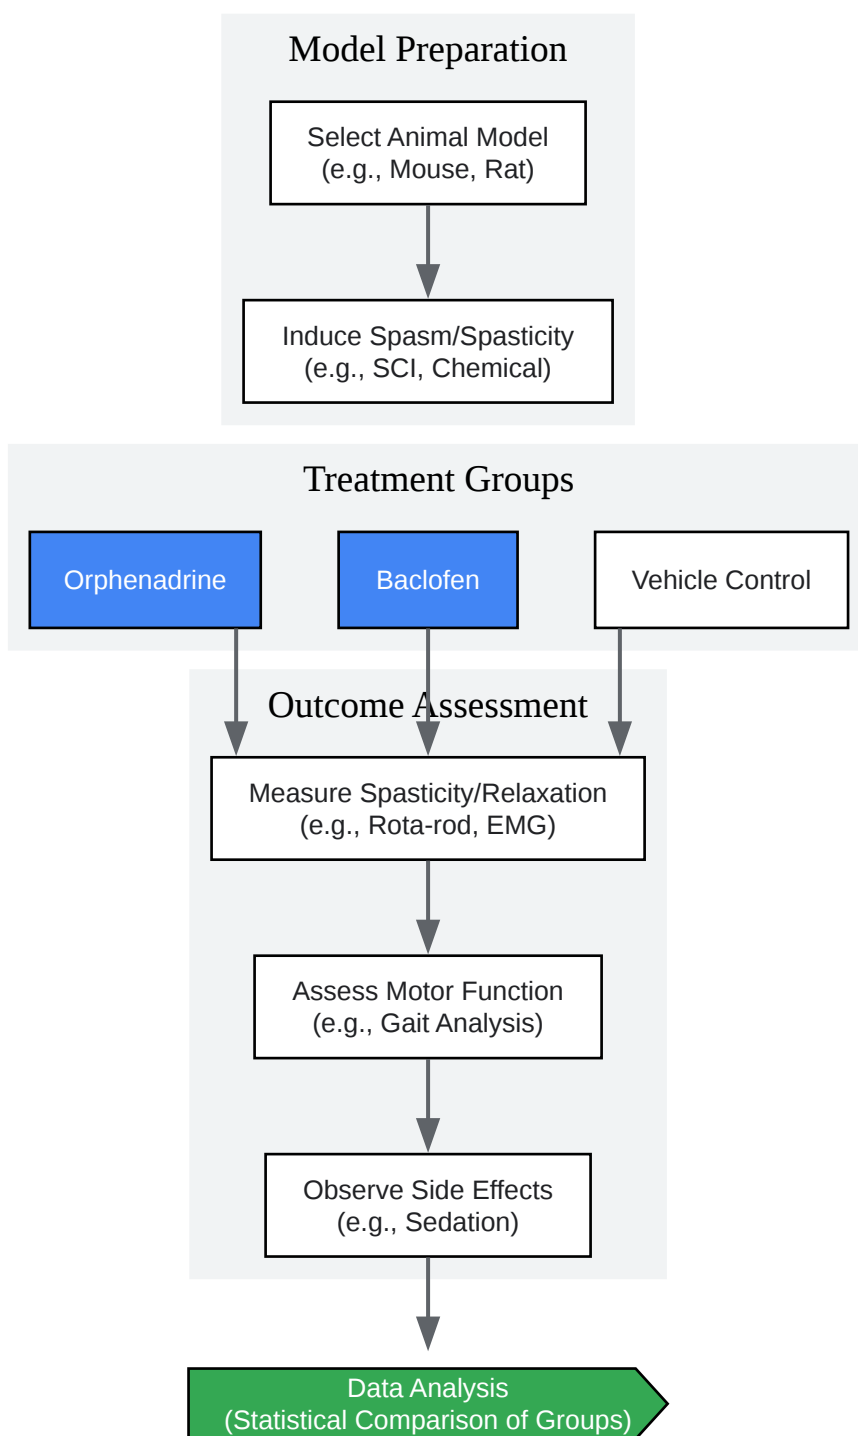 Model Preparation
Select Animal Model
(e.g., Mouse, Rat)
Induce Spasm/Spasticity
(e.g., SCI, Chemical)
Treatment Groups
Orphenadrine
Baclofen
Vehicle Control
Outcome Assessment
Measure Spasticity/Relaxation
(e.g., Rota-rod, EMG)
Assess Motor Function
(e.g., Gait Analysis)
Observe Side Effects
(e.g., Sedation)
Data Analysis
(Statistical Comparison of Groups)